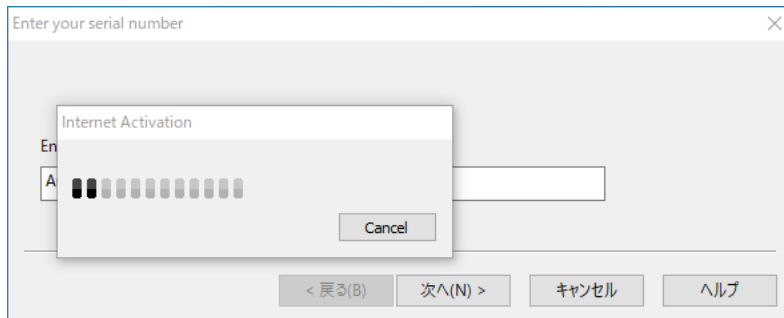 Enter your serial number
Internet Activation
En
A
Cancel
< 戻る(B)
次へ(N) >
キャンセル
ヘルプ